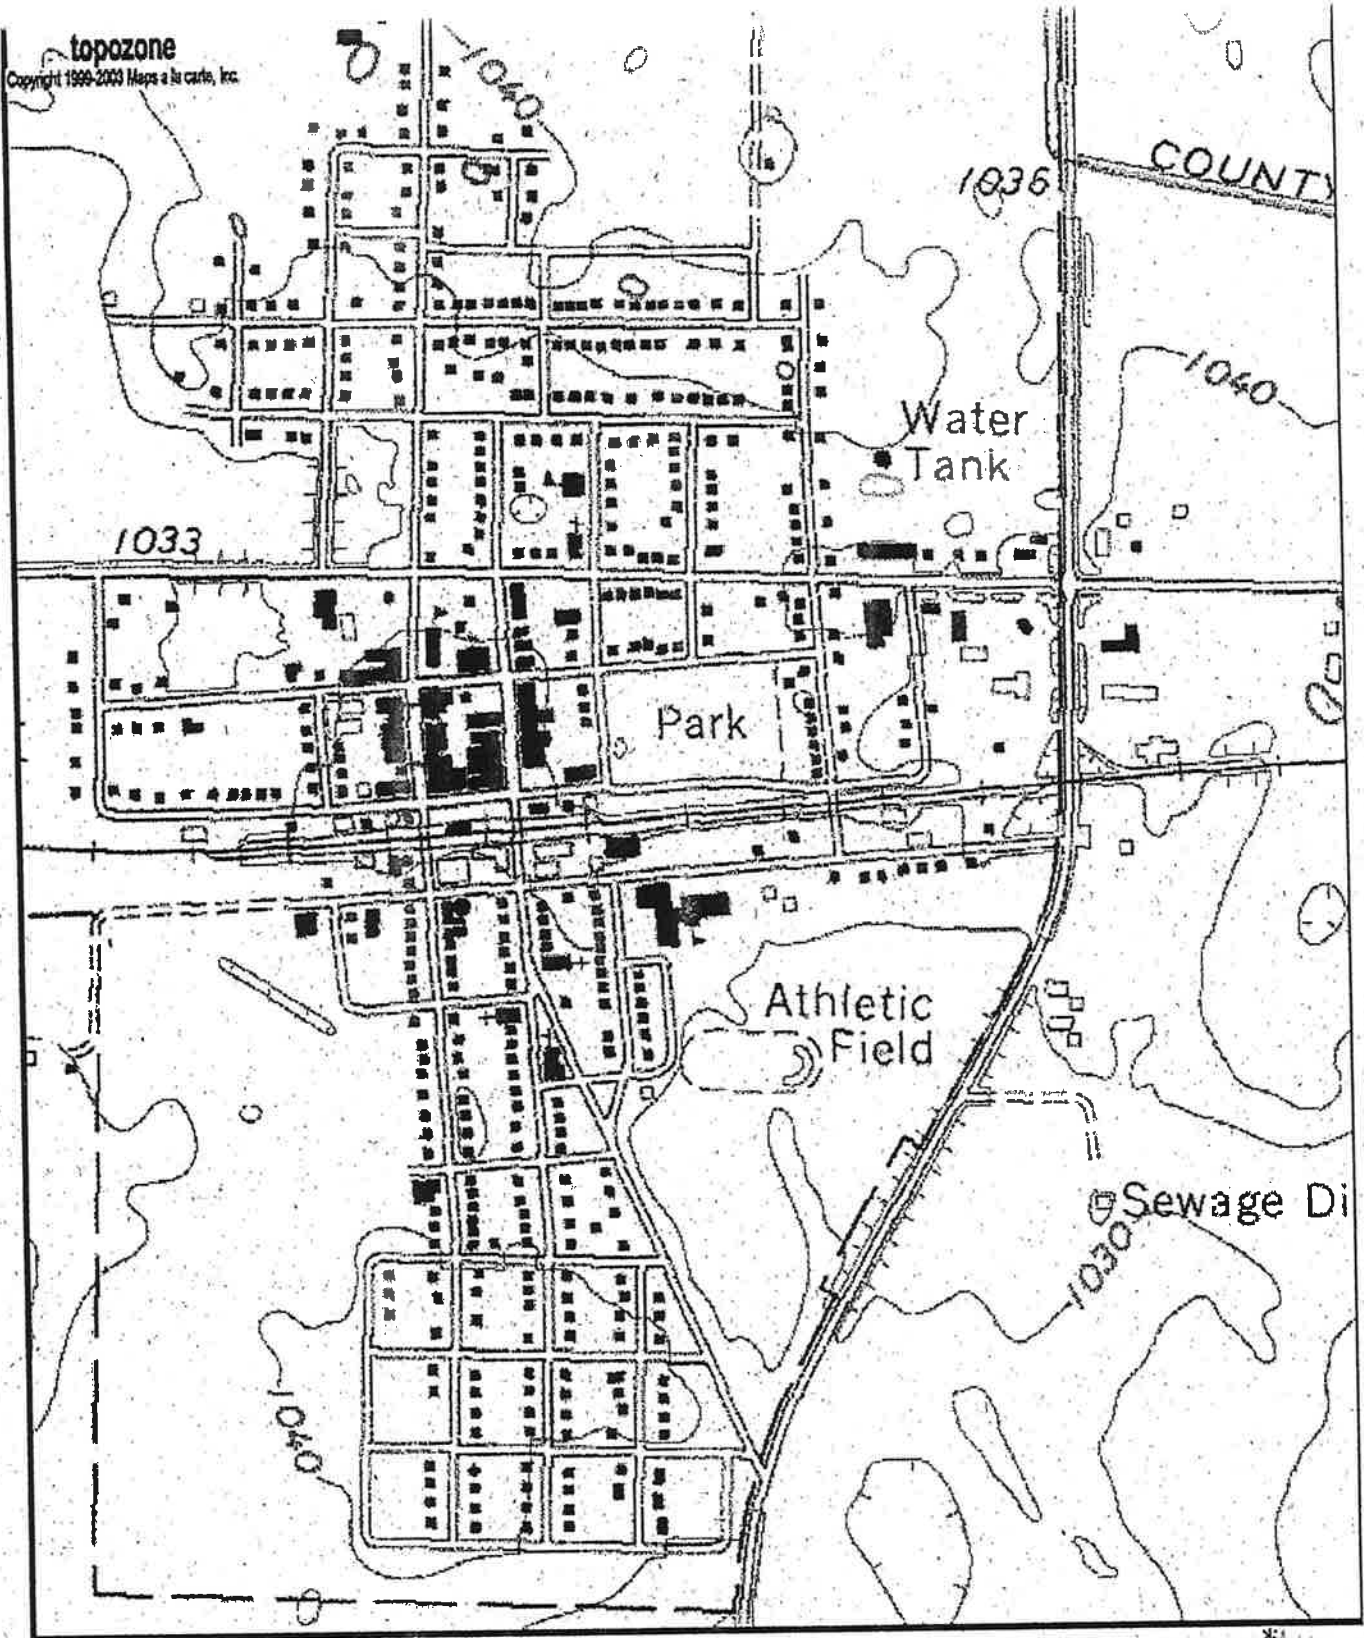 topozone
Copyright 1999-2003 Maps a la carte, Inc.
1040
1036
COUNTY
1040
Water
Tank
1033
Park
Athletic
Field
Sewage Di
1030
1040